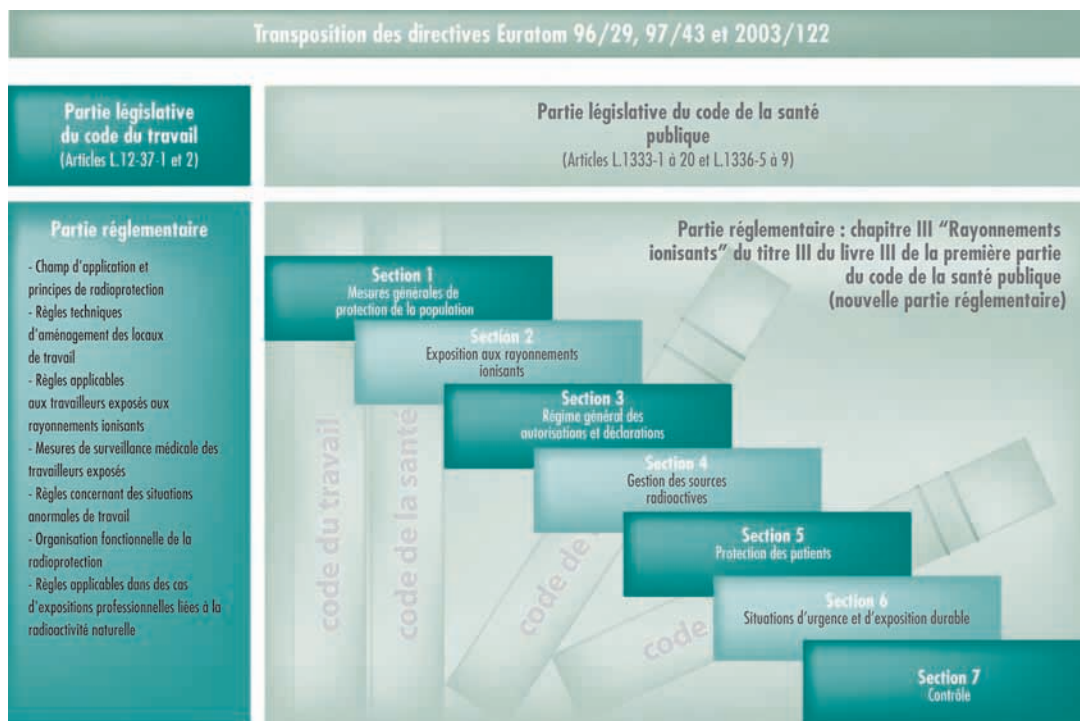 Transposition des directives Euratom 96/29, 97/43 et 2003/122
Partie législative
du code du travail
(Articles L.12-37-1 et 2)
Partie législative du code de la santé
publique
(Articles L.1333-1 à 20 et L.1336-5 à 9)
Partie réglementaire
- Champ d'application et
principes de radioprotection
- Règles techniques
d'aménagement des locaux
de travail
- Règles applicables
aux travailleurs exposés aux
rayonnements ionisants
- Mesures de surveillance médicale des
travailleurs exposés
- Règles concernant des situations
anormales de travail
- Organisation fonctionnelle de la
radioprotection
- Règles applicables dans des cas
d'expositions professionnelles liées à la
radioactivité naturelle
Partie réglementaire : chapitre III “Rayonnements
ionisants” du titre III du livre III de la première partie
du code de la santé publique
(nouvelle partie réglementaire)
Section 1
Mesures générales de
protection de la population
Section 2
Exposition aux rayonnements
ionisants
Section 3
Régime général des
autorisations et déclarations
Section 4
Gestion des sources
radioactives
Section 5
Protection des patients
Section 6
Situations d'urgence et d'exposition durable
Section 7
Contrôle
code du travail
code de la santé
code de
code